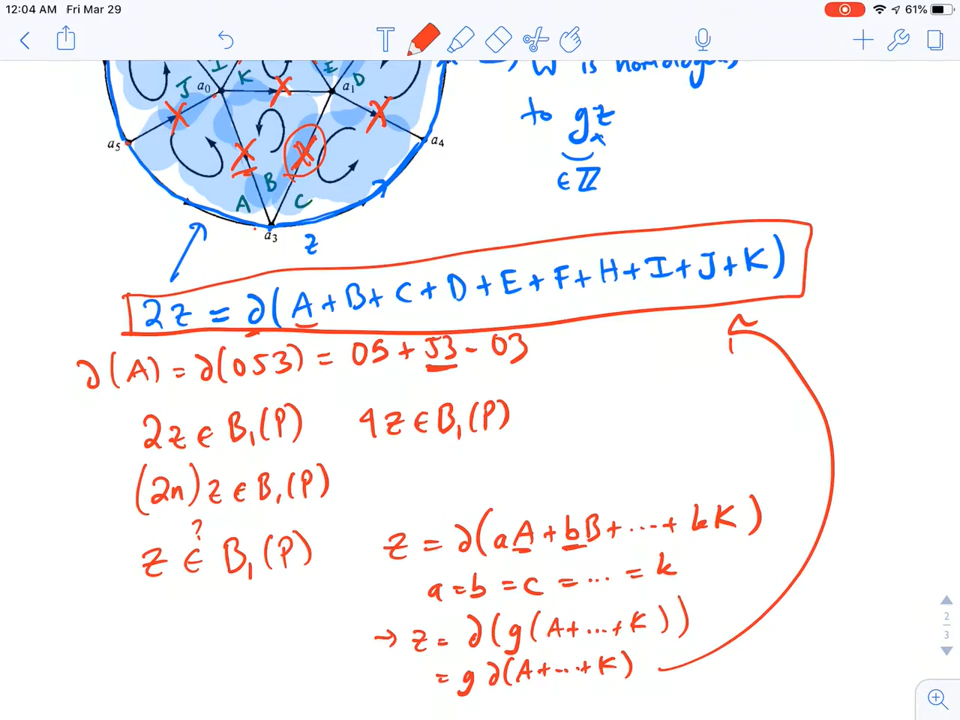 12:04 AM Fri Mar 29
61%
T
I
E
J
a₀
K
a₁
D
W is homologous
a₅
a₄
to gz
∈ ℤ
A
B
C
a₃
z
2z = ∂(A+B+C+D+E+F+H+I+J+K)
∂(A) = ∂(053) = 05 + 53 - 03
2z ∈ B₁(P) 4z ∈ B₁(P)
(2n) z ∈ B₁(P)
z ∈? B₁(P)
z = ∂(aA + bB + ··· + kK)
a = b = c = ··· = k
→ z = ∂(g(A+···+K))
= g ∂(A+···+K)
2
3